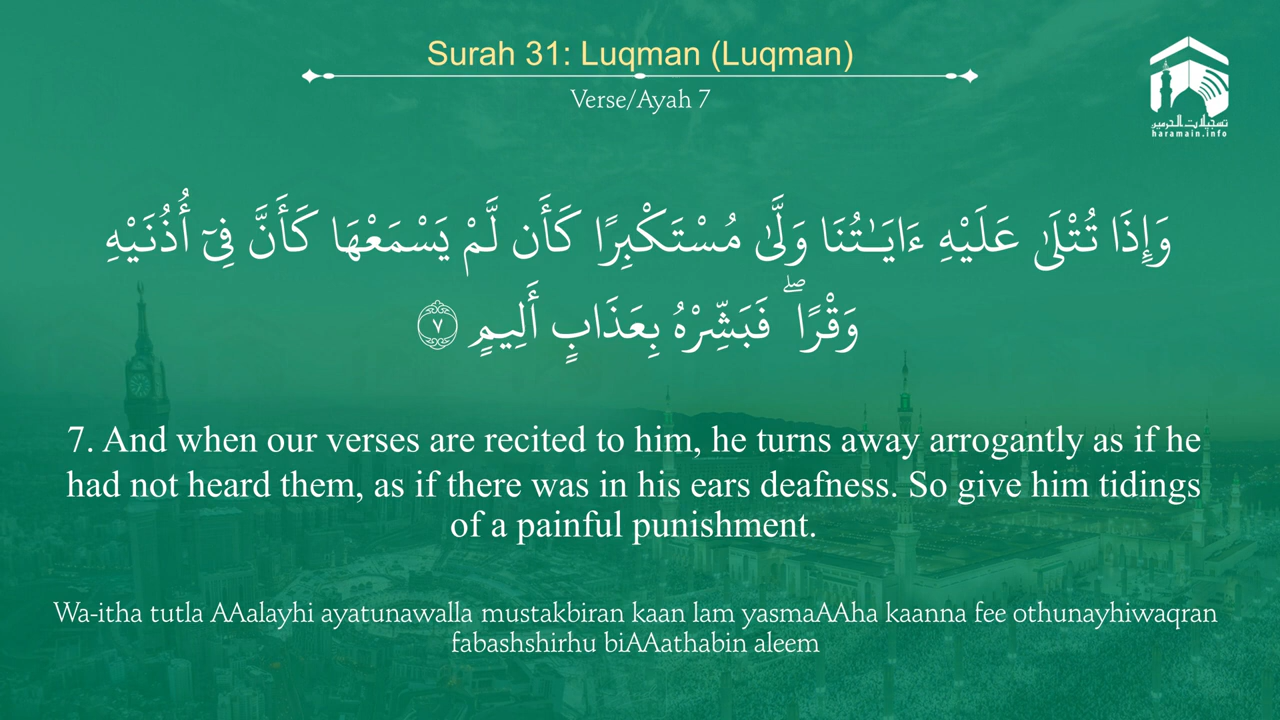 Surah 31: Luqman (Luqman)
Verse/Ayah 7
تسجيلات الحرمين
haramain.info
وَإِذَا تُتْلَىٰ عَلَيْهِ ءَايَـٰتُنَا وَلَّىٰ مُسْتَكْبِرًا كَأَن لَّمْ يَسْمَعْهَا كَأَنَّ فِىٓ أُذُنَيْهِ
وَقْرًا ۖ فَبَشِّرْهُ بِعَذَابٍ أَلِيمٍ ٧
7. And when our verses are recited to him, he turns away arrogantly as if he
had not heard them, as if there was in his ears deafness. So give him tidings
of a painful punishment.
Wa-itha tutla AAalayhi ayatunawalla mustakbiran kaan lam yasmaAAha kaanna fee othunayhiwaqran
fabashshirhu biAAathabin aleem